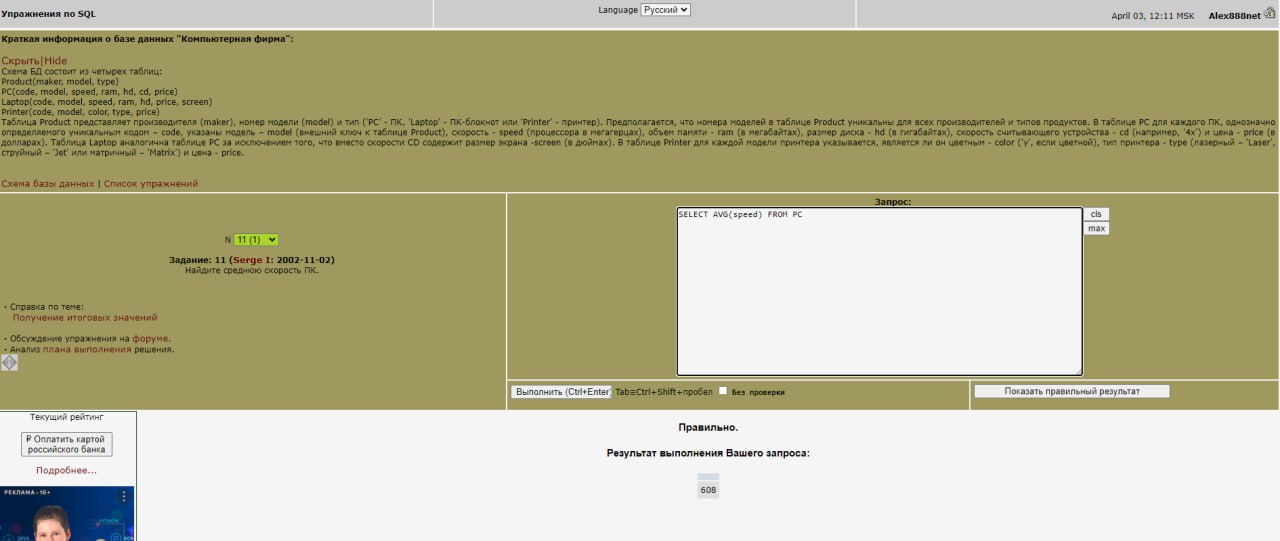 Упражнения по SQL
Language Русский
April 03, 12:11 MSK Alex888net
Краткая информация о базе данных "Компьютерная фирма":
Скрыть|Hide
Схема БД состоит из четырех таблиц:
Product(maker, model, type)
PC(code, model, speed, ram, hd, cd, price)
Laptop(code, model, speed, ram, hd, price, screen)
Printer(code, model, color, type, price)
Таблица Product представляет производителя (maker), номер модели (model) и тип ('PC' - ПК, 'Laptop' - ПК-блокнот или 'Printer' - принтер). Предполагается, что номера моделей в таблице Product уникальны для всех производителей и типов продуктов. В таблице PC для каждого ПК, однозначно
определяемого уникальным кодом – code, указаны модель – model (внешний ключ к таблице Product), скорость - speed (процессора в мегагерцах), объем памяти - ram (в мегабайтах), размер диска - hd (в гигабайтах), скорость считывающего устройства - cd (например, '4x') и цена - price (в
долларах). Таблица Laptop аналогична таблице РС за исключением того, что вместо скорости CD содержит размер экрана -screen (в дюймах). В таблице Printer для каждой модели принтера указывается, является ли он цветным - color ('y', если цветной), тип принтера - type (лазерный – 'Laser',
струйный – 'Jet' или матричный – 'Matrix') и цена - price.
Схема базы данных | Список упражнений
N 11 (1)
Задание: 11 (Serge I: 2002-11-02)
Найдите среднюю скорость ПК.
· Справка по теме:
Получение итоговых значений
· Обсуждение упражнения на форуме.
· Анализ плана выполнения решения.
Запрос:
SELECT AVG(speed) FROM PC
cls
max
Выполнить (Ctrl+Enter) Tab=Ctrl+Shift+пробел Без проверки
Показать правильный результат
Текущий рейтинг
₽ Оплатить картой
российского банка
Подробнее...
РЕКЛАМА • 16+
PYTHON
Правильно.
Результат выполнения Вашего запроса:
608